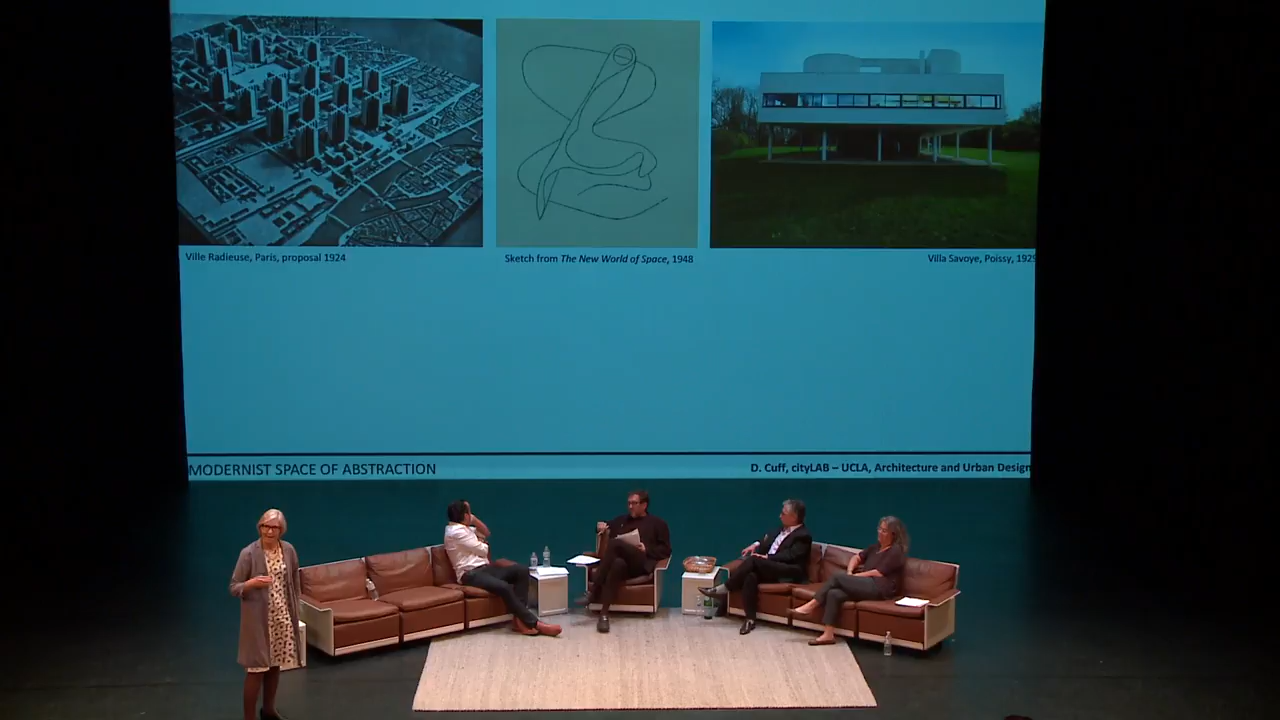 Ville Radieuse, Paris, proposal 1924
Sketch from The New World of Space, 1948
Villa Savoye, Poissy, 1929
MODERNIST SPACE OF ABSTRACTION
D. Cuff, cityLAB – UCLA, Architecture and Urban Design